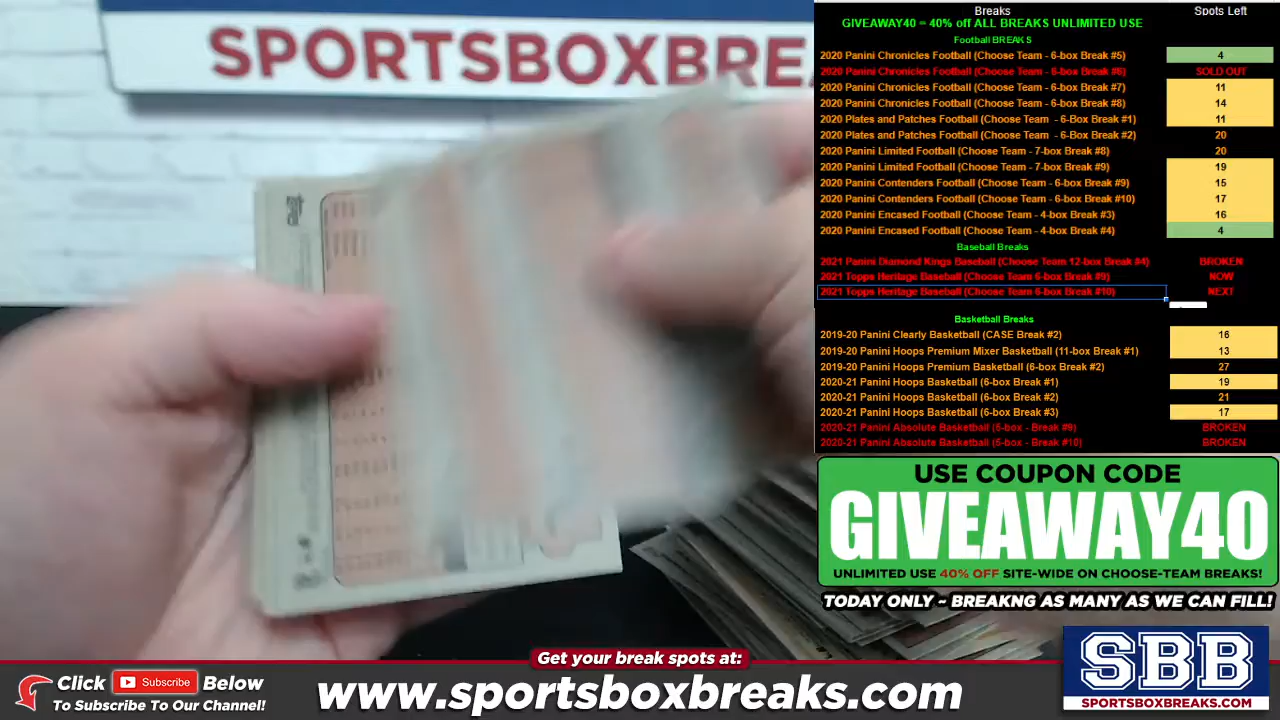 SPORTSBOXBREA
Breaks Spots Left
GIVEAWAY40 = 40% off ALL BREAKS UNLIMITED USE
Football BREAKS
2020 Panini Chronicles Football (Choose Team - 6-box Break #5) 4
2020 Panini Chronicles Football (Choose Team - 6-box Break #6) SOLD OUT
2020 Panini Chronicles Football (Choose Team - 6-box Break #7) 11
2020 Panini Chronicles Football (Choose Team - 6-box Break #8) 14
2020 Plates and Patches Football (Choose Team - 6-Box Break #1) 11
2020 Plates and Patches Football (Choose Team - 6-Box Break #2) 20
2020 Panini Limited Football (Choose Team - 7-box Break #8) 20
2020 Panini Limited Football (Choose Team - 7-box Break #9) 19
2020 Panini Contenders Football (Choose Team - 6-box Break #9) 15
2020 Panini Contenders Football (Choose Team - 6-box Break #10) 17
2020 Panini Encased Football (Choose Team - 4-box Break #3) 16
2020 Panini Encased Football (Choose Team - 4-box Break #4) 4
Baseball Breaks
2021 Panini Diamond Kings Baseball (Choose Team 12-box Break #4) BROKEN
2021 Topps Heritage Baseball (Choose Team 6-box Break #9) NOW
2021 Topps Heritage Baseball (Choose Team 6-box Break #10) NEXT
Basketball Breaks
2019-20 Panini Clearly Basketball (CASE Break #2) 16
2019-20 Panini Hoops Premium Mixer Basketball (11-box Break #1) 13
2019-20 Panini Hoops Premium Basketball (6-box Break #2) 27
2020-21 Panini Hoops Basketball (6-box Break #1) 19
2020-21 Panini Hoops Basketball (6-box Break #2) 21
2020-21 Panini Hoops Basketball (6-box Break #3) 17
2020-21 Panini Absolute Basketball (5-box - Break #9) BROKEN
2020-21 Panini Absolute Basketball (5-box - Break #10) BROKEN
USE COUPON CODE
GIVEAWAY40
UNLIMITED USE 40% OFF SITE-WIDE ON CHOOSE-TEAM BREAKS!
TODAY ONLY ~ BREAKNG AS MANY AS WE CAN FILL!
Get your break spots at:
Click Subscribe Below
To Subscribe To Our Channel!
www.sportsboxbreaks.com
SBB
SPORTSBOXBREAKS.COM